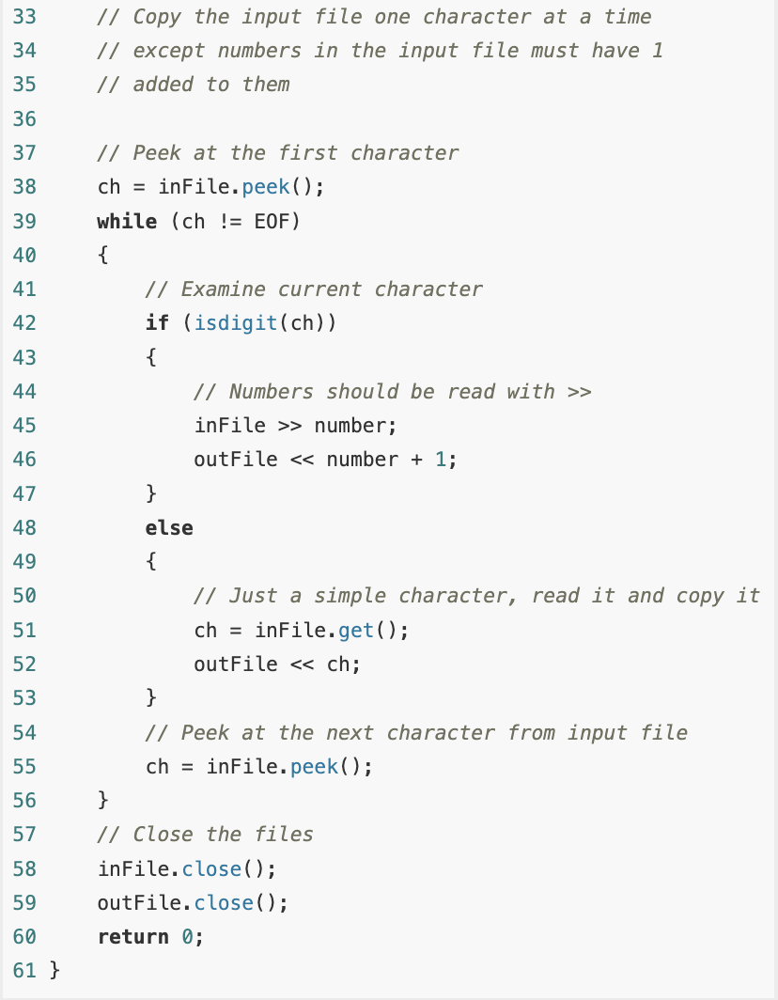 33 // Copy the input file one character at a time
34 // except numbers in the input file must have 1
35 // added to them
36
37 // Peek at the first character
38 ch = inFile.peek();
39 while (ch != EOF)
40 {
41 // Examine current character
42 if (isdigit(ch))
43 {
44 // Numbers should be read with >>
45 inFile >> number;
46 outFile << number + 1;
47 }
48 else
49 {
50 // Just a simple character, read it and copy it
51 ch = inFile.get();
52 outFile << ch;
53 }
54 // Peek at the next character from input file
55 ch = inFile.peek();
56 }
57 // Close the files
58 inFile.close();
59 outFile.close();
60 return 0;
61 }